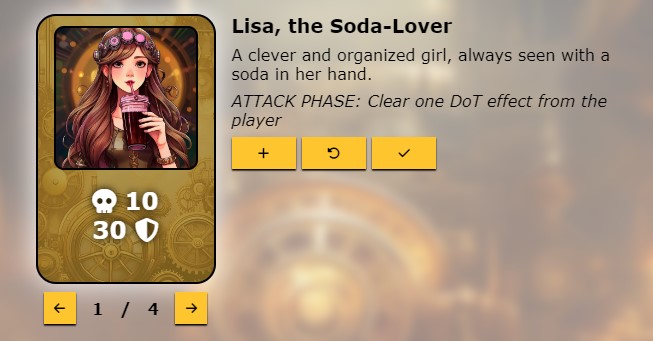 Lisa, the Soda-Lover
A clever and organized girl, always seen with a
soda in her hand.
ATTACK PHASE: Clear one DoT effect from the
player
10
30
1 / 4